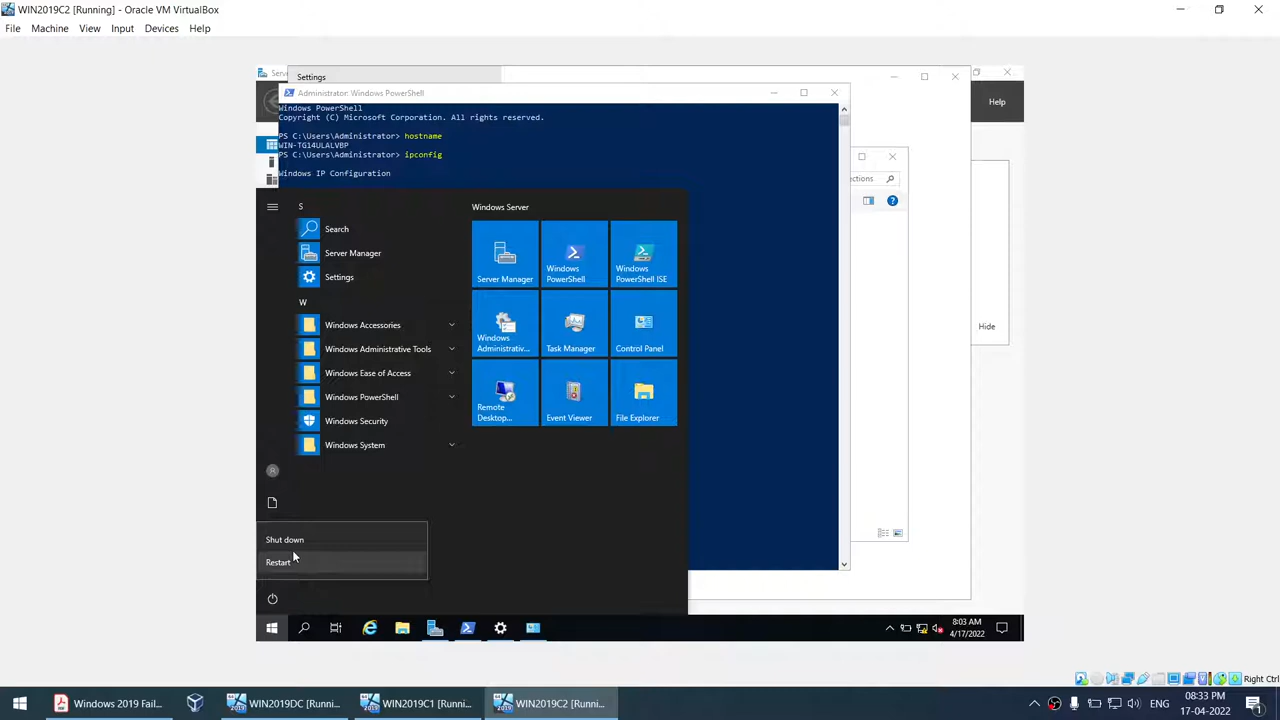 WIN2019C2 [Running] - Oracle VM VirtualBox
File Machine View Input Devices Help
Serv
Settings
Administrator: Windows PowerShell
Help
Windows PowerShell
Copyright (C) Microsoft Corporation. All rights reserved.
PS C:\Users\Administrator> hostname
WIN-TG14ULALVBP
PS C:\Users\Administrator> ipconfig
Windows IP Configuration
ections
S
Windows Server
Search
Server Manager
Settings
W
Windows Accessories
Windows Administrative Tools
Windows Ease of Access
Windows PowerShell
Windows Security
Windows System
Server Manager
Windows PowerShell
Windows PowerShell ISE
Windows Administrativ...
Task Manager
Control Panel
Remote Desktop...
Event Viewer
File Explorer
Hide
R
Shut down
Restart
8:03 AM
4/17/2022
Right Ctrl
Windows 2019 Fail...
WIN2019DC [Runnin...
WIN2019C1 [Runnin...
WIN2019C2 [Runnin...
ENG
08:33 PM
17-04-2022